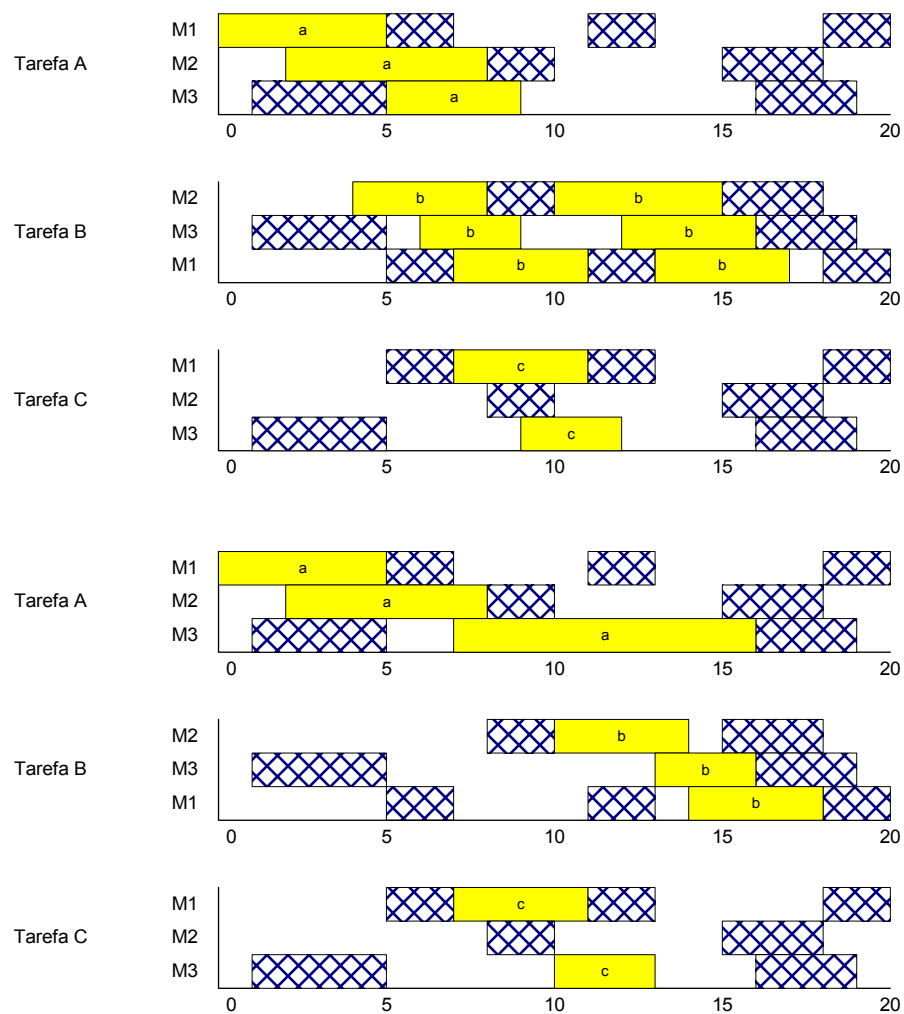 M1 a
Tarefa A M2 a
M3 a
0 5 10 15 20
M2 b b
Tarefa B M3 b b
M1 b b
0 5 10 15 20
M1 c
Tarefa C M2
M3 c
0 5 10 15 20
M1 a
Tarefa A M2 a
M3 a
0 5 10 15 20
M2 b
Tarefa B M3 b
M1 b
0 5 10 15 20
M1 c
Tarefa C M2
M3 c
0 5 10 15 20